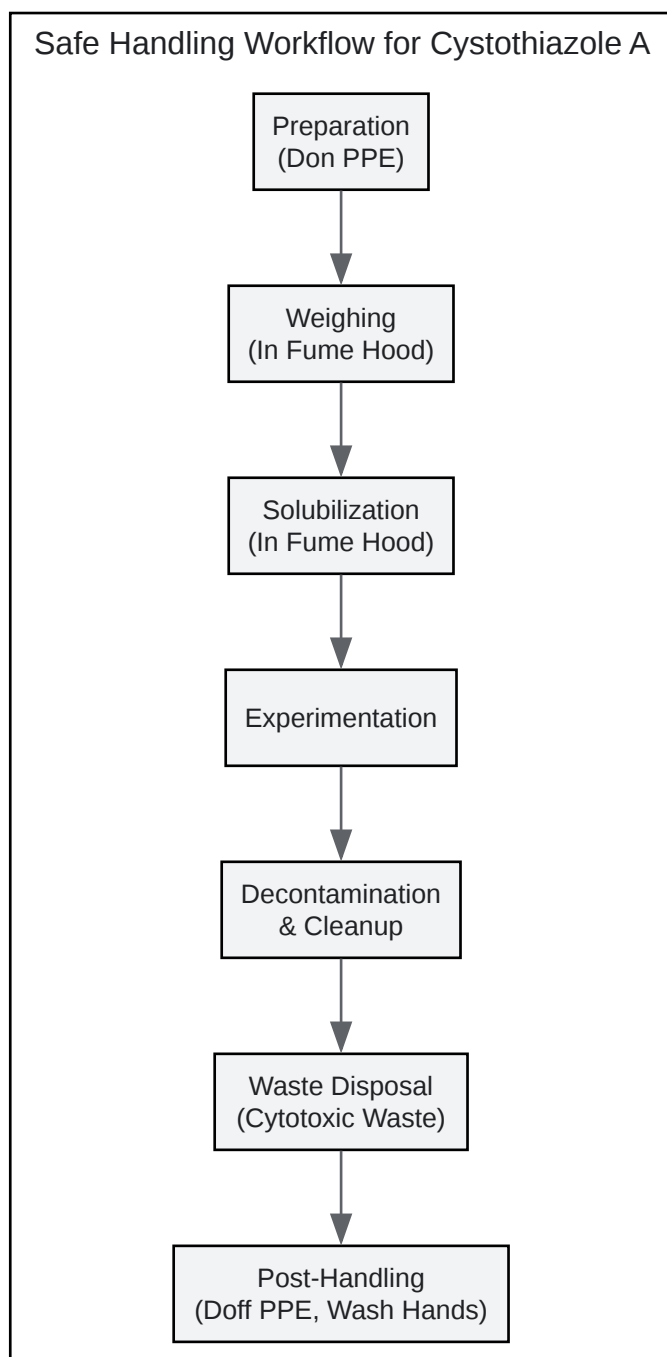 Safe Handling Workflow for Cystothiazole A
Preparation
(Don PPE)
Weighing
(In Fume Hood)
Solubilization
(In Fume Hood)
Experimentation
Decontamination
& Cleanup
Waste Disposal
(Cytotoxic Waste)
Post-Handling
(Doff PPE, Wash Hands)